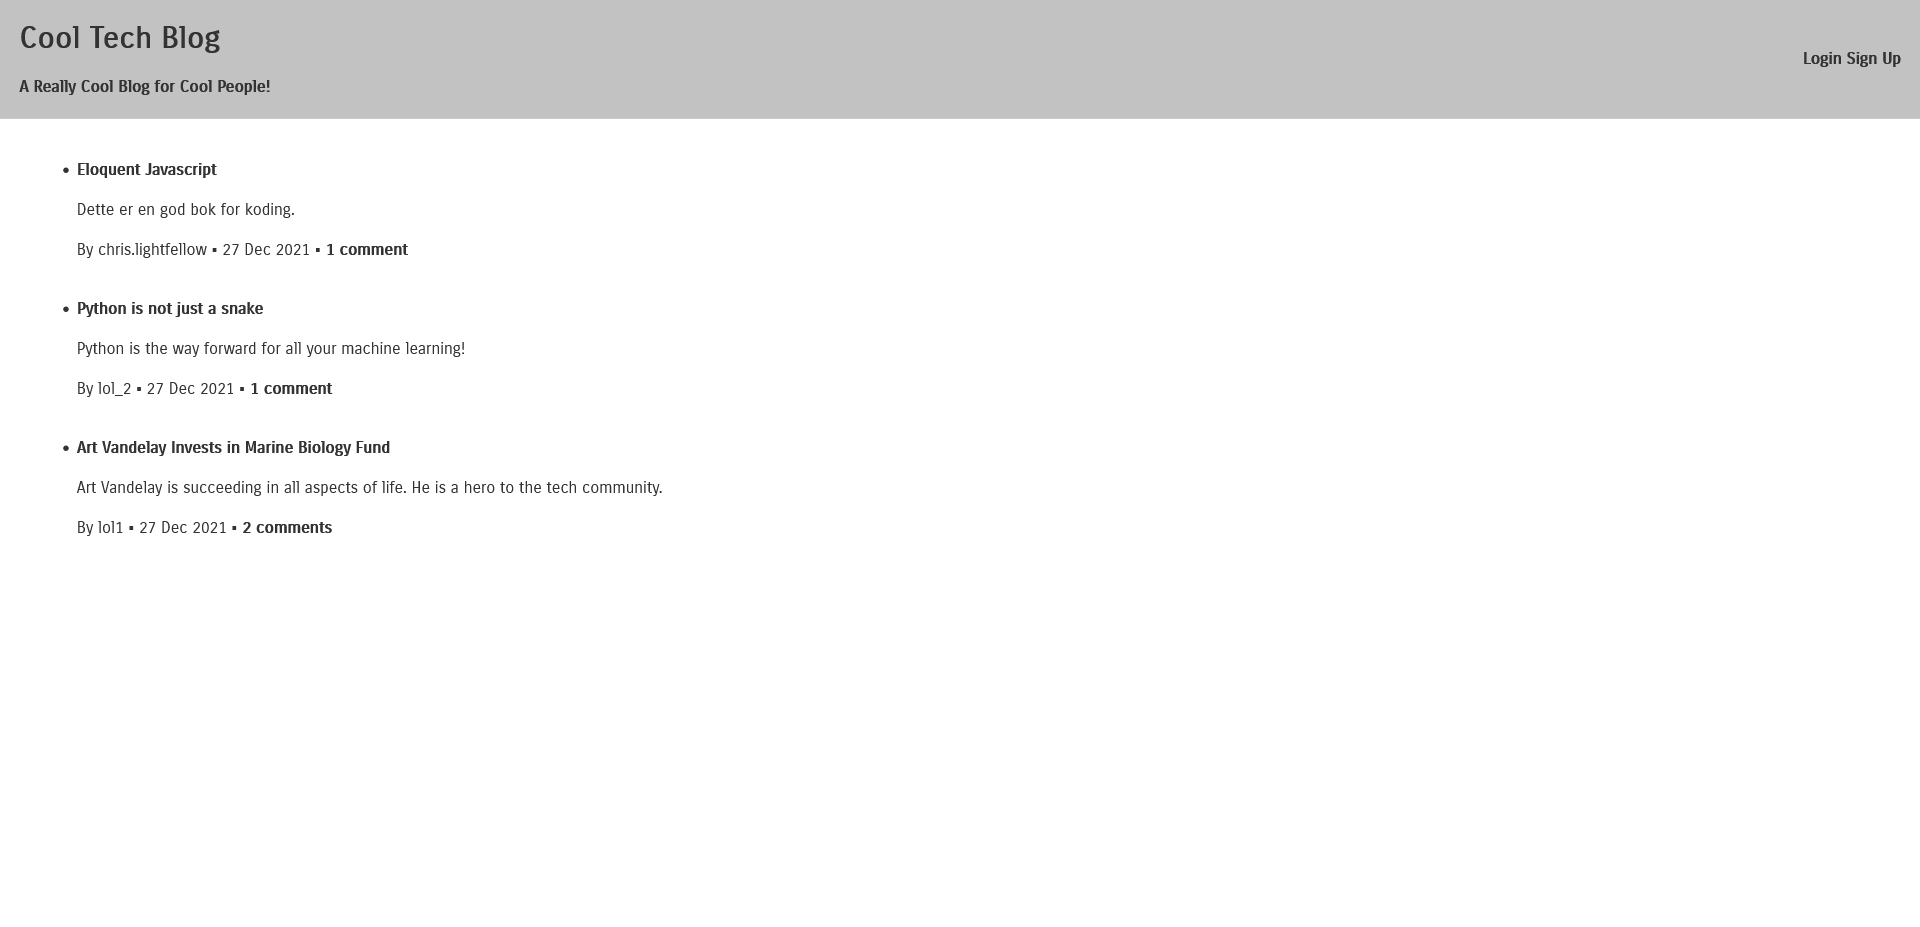 Cool Tech Blog
A Really Cool Blog for Cool People!
Login Sign Up
• Eloquent Javascript
Dette er en god bok for koding.
By chris.lightfellow ▪ 27 Dec 2021 ▪ 1 comment
• Python is not just a snake
Python is the way forward for all your machine learning!
By lol_2 ▪ 27 Dec 2021 ▪ 1 comment
• Art Vandelay Invests in Marine Biology Fund
Art Vandelay is succeeding in all aspects of life. He is a hero to the tech community.
By lol1 ▪ 27 Dec 2021 ▪ 2 comments